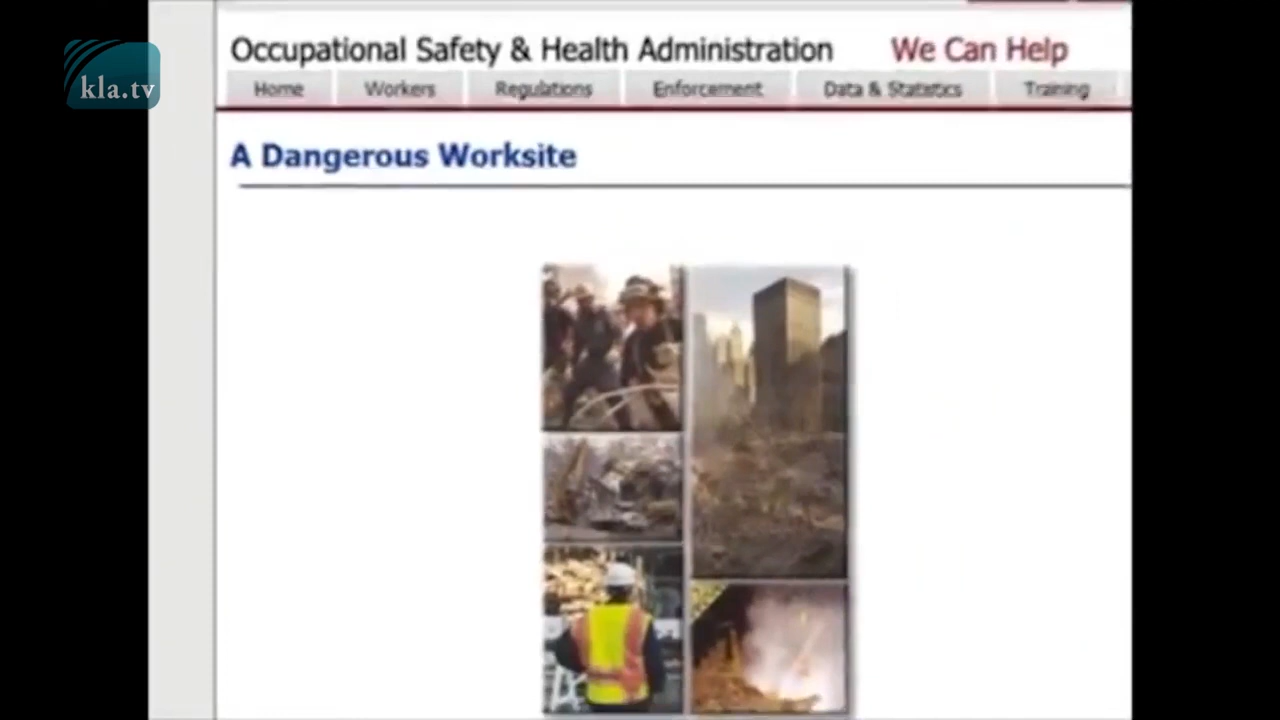 kla.tv
Occupational Safety & Health Administration We Can Help
Home Workers Regulations Enforcement Data & Statistics Training
A Dangerous Worksite